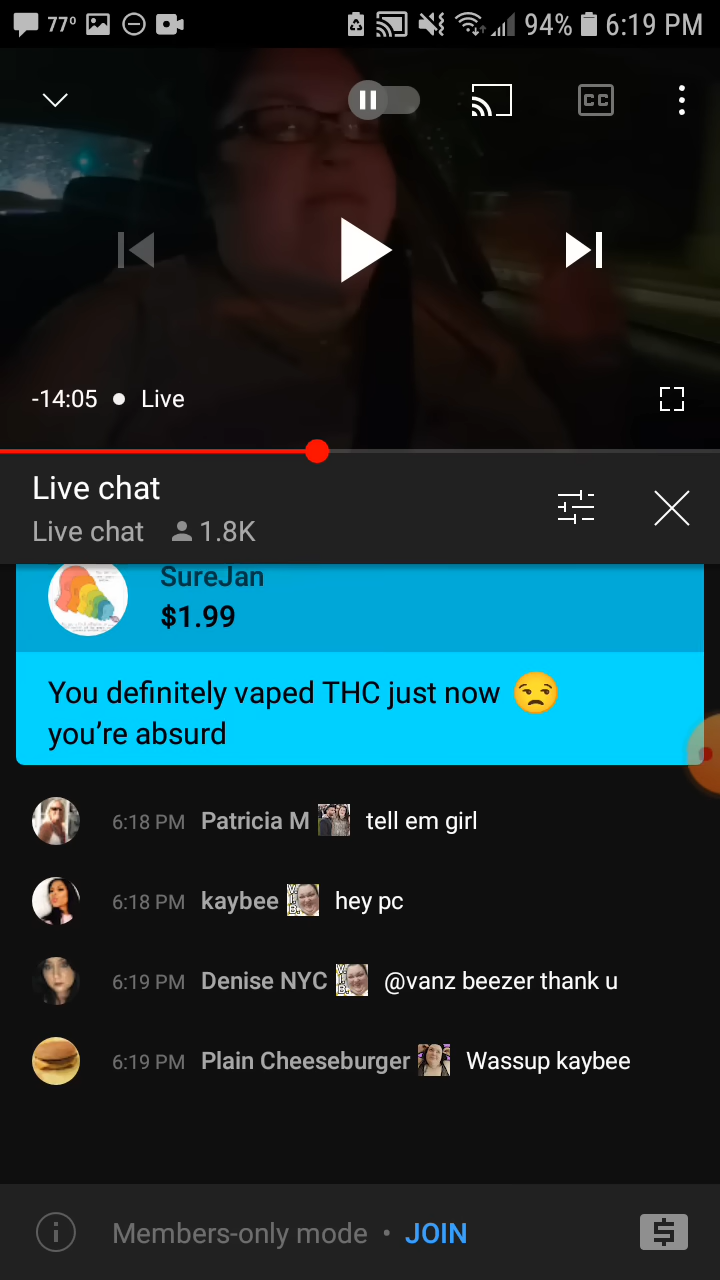 77° 94% 6:19 PM
CC
-14:05 • Live
Live chat
Live chat 1.8K
SureJan
$1.99
You definitely vaped THC just now 😒
you're absurd
6:18 PM Patricia M tell em girl
6:18 PM kaybee hey pc
6:19 PM Denise NYC @vanz beezer thank u
6:19 PM Plain Cheeseburger Wassup kaybee
Members-only mode • JOIN